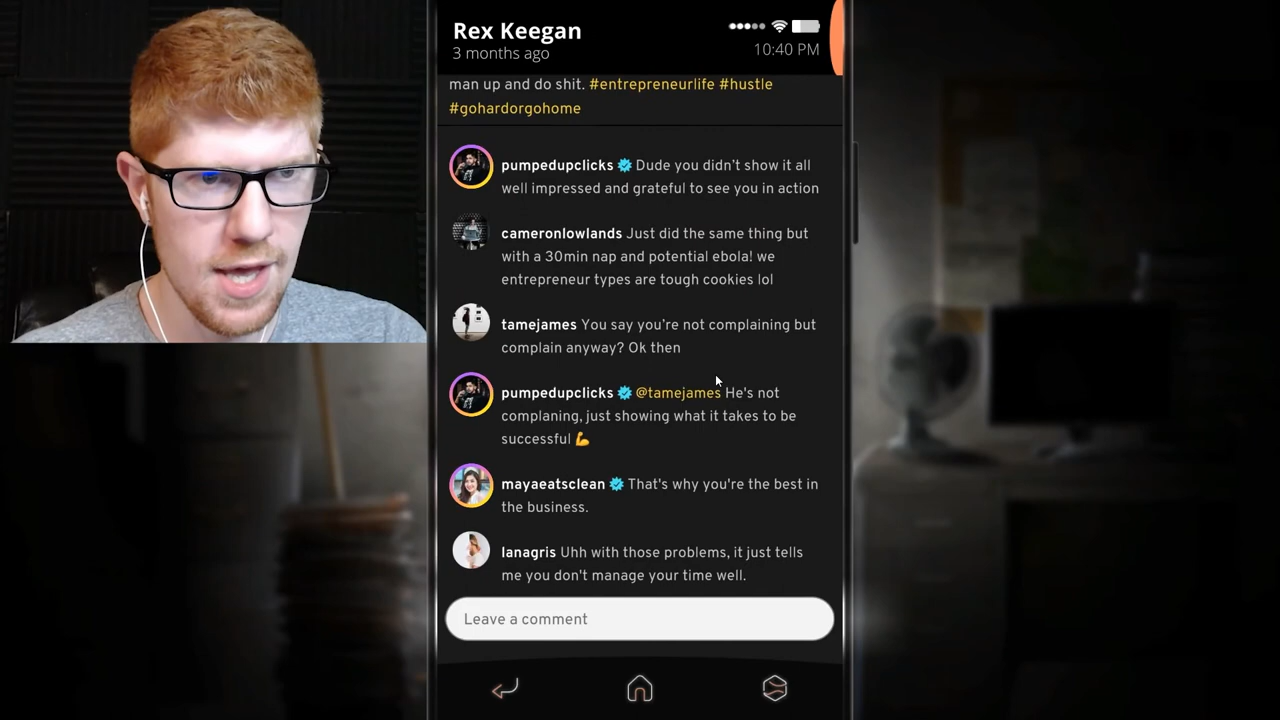 Rex Keegan
3 months ago
10:40 PM
man up and do shit. #entrepreneurlife #hustle
#gohardorgohome
pumpedupclicks Dude you didn't show it all
well impressed and grateful to see you in action
cameronlowlands Just did the same thing but
with a 30min nap and potential ebola! we
entrepreneur types are tough cookies lol
tamejames You say you're not complaining but
complain anyway? Ok then
pumpedupclicks @tamejames He's not
complaning, just showing what it takes to be
successful 💪
mayaeatsclean That's why you're the best in
the business.
lanagris Uhh with those problems, it just tells
me you don't manage your time well.
Leave a comment